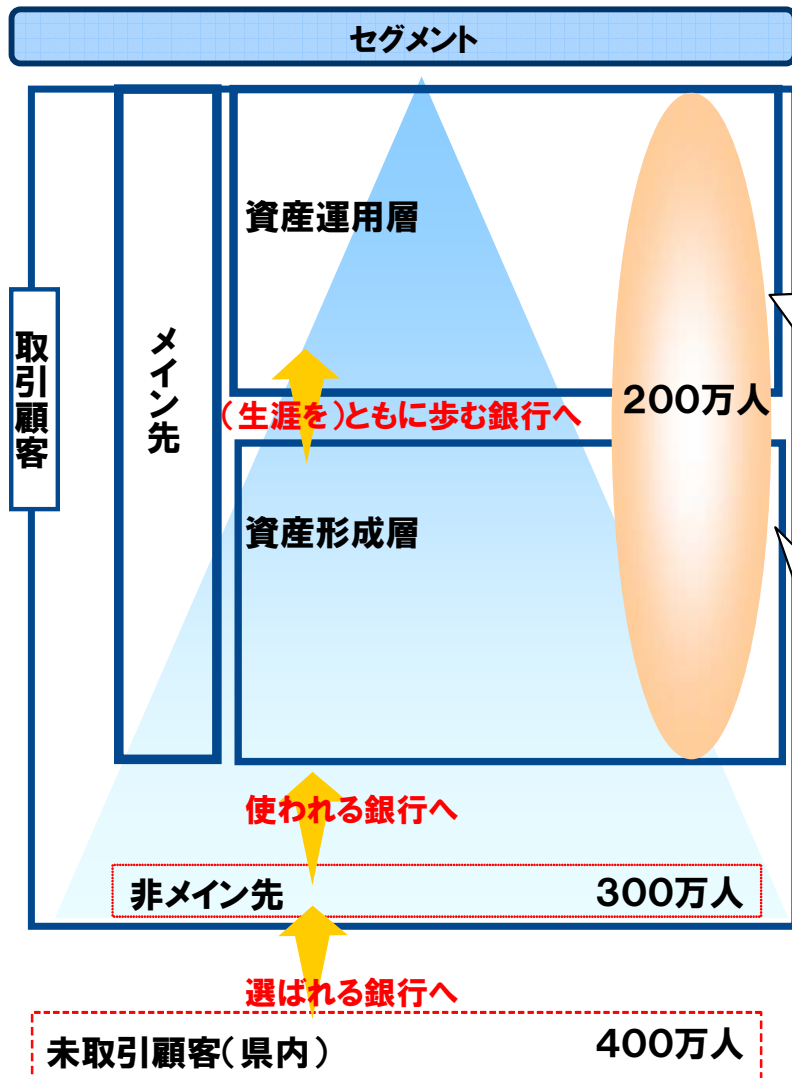 セグメント
資産運用層
取引顧客
メイン先
200万人
(生涯を)ともに歩む銀行へ
資産形成層
使われる銀行へ
非メイン先 300万人
選ばれる銀行へ
未取引顧客(県内) 400万人